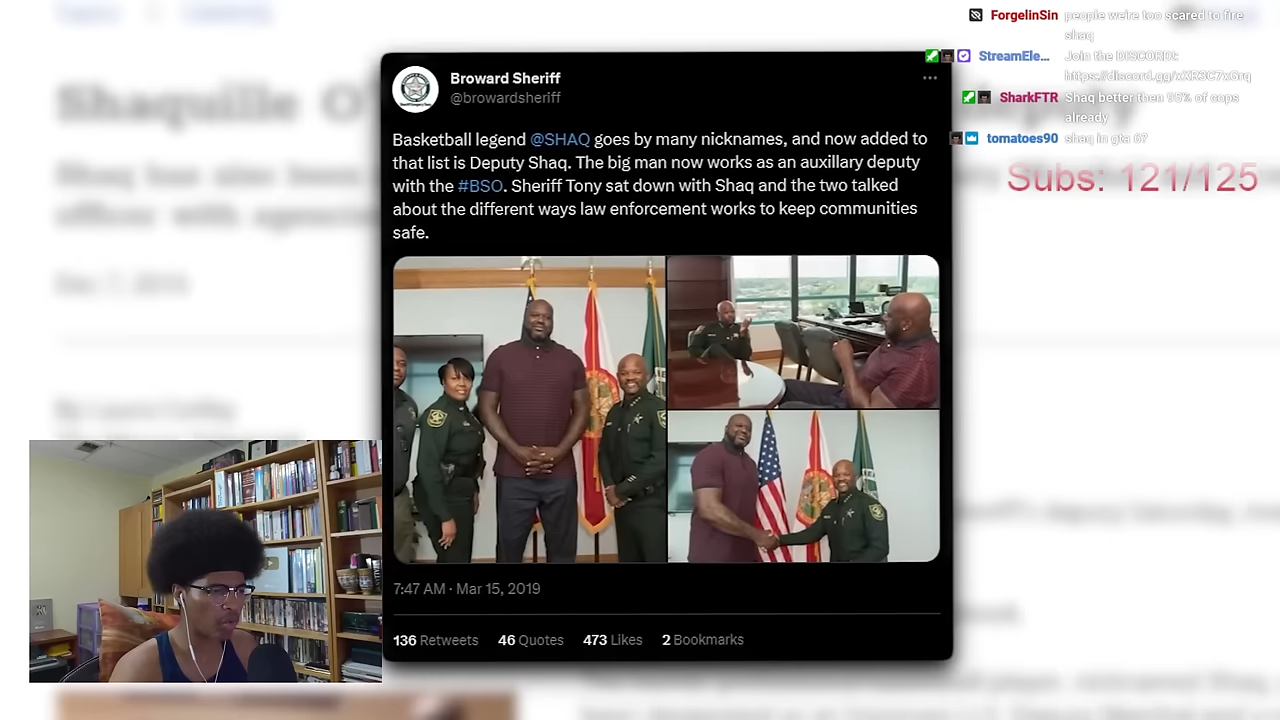 Shaquille O'
Broward Sheriff
@browardsheriff
Basketball legend @SHAQ goes by many nicknames, and now added to
that list is Deputy Shaq. The big man now works as an auxillary deputy
with the #BSO. Sheriff Tony sat down with Shaq and the two talked
about the different ways law enforcement works to keep communities
safe.
7:47 AM · Mar 15, 2019
136 Retweets 46 Quotes 473 Likes 2 Bookmarks
ForgelinSin people we're too scared to fire
shaq
StreamEle... Join the DISCORD:
SharkFTR Shaq better then 95% of cops
already
tomatoes90 shaq in gta 6?
Subs: 121/125